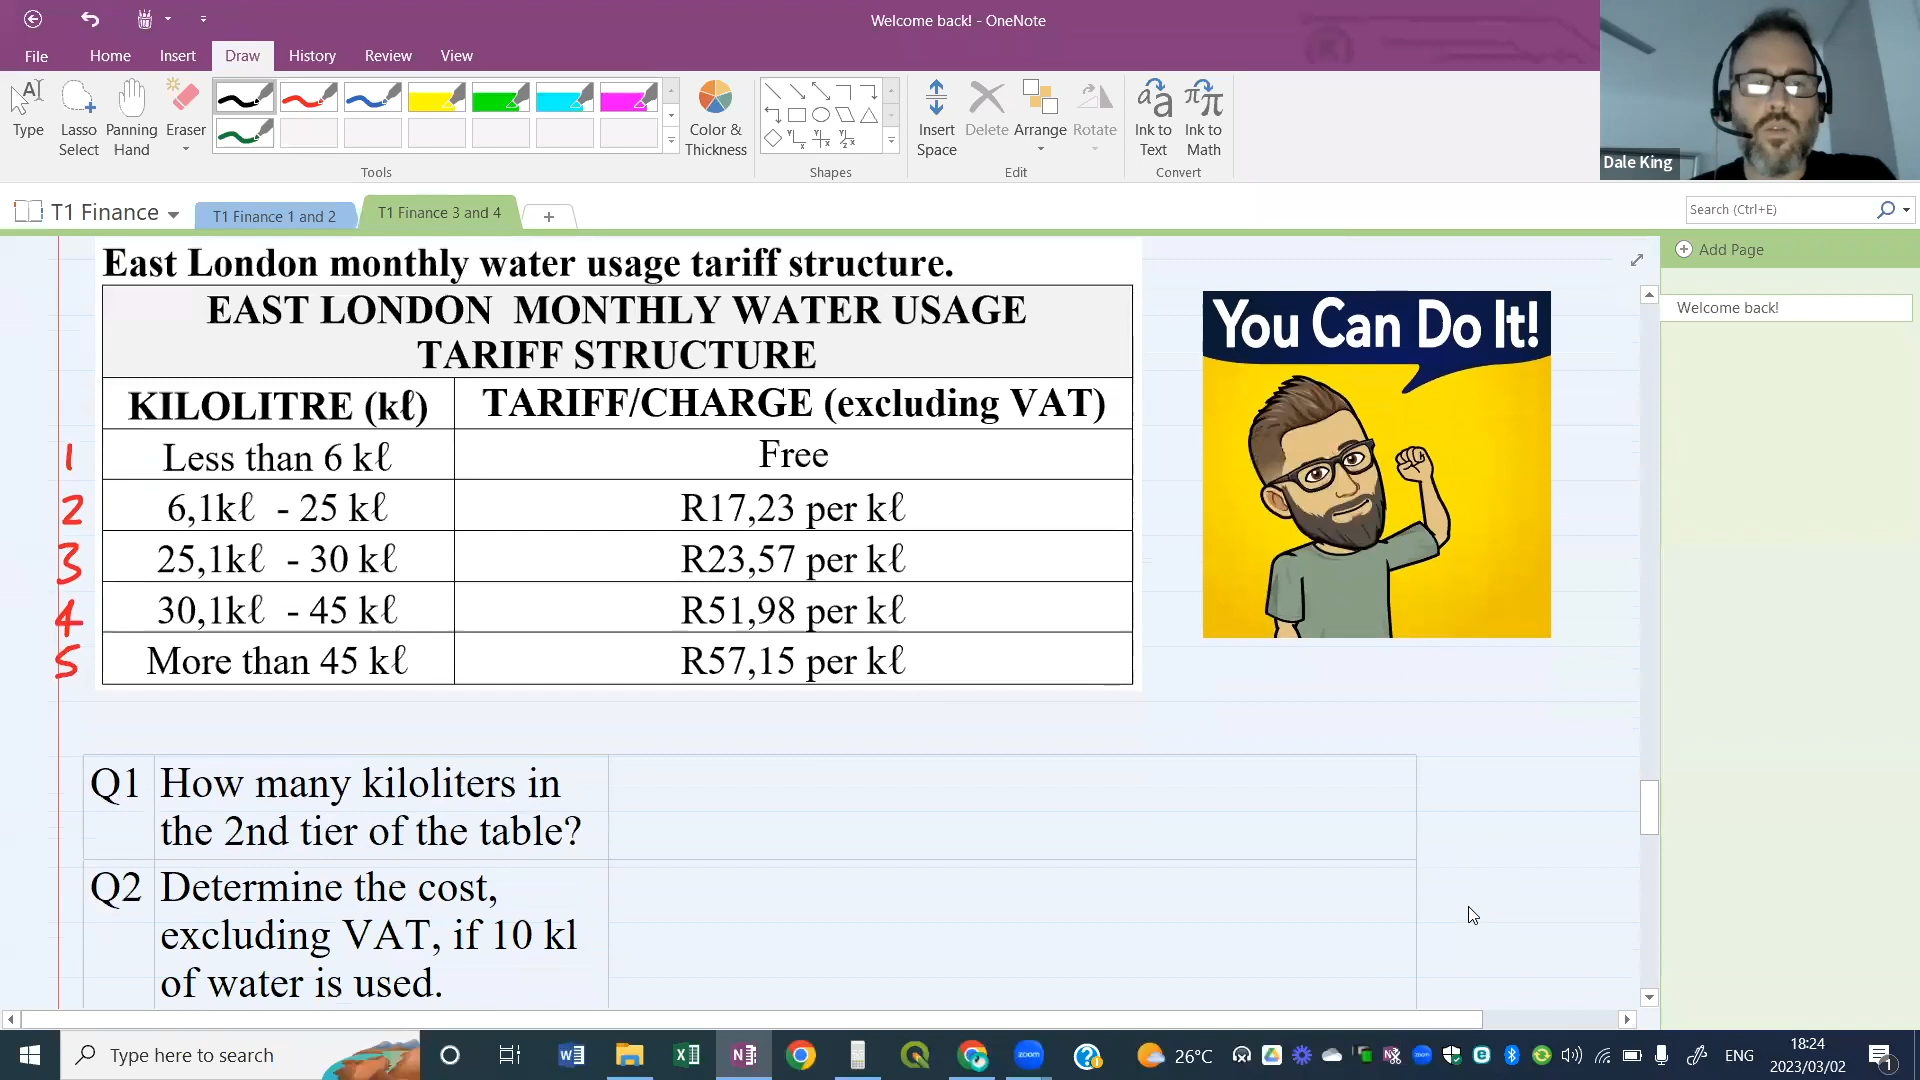 Welcome back! - OneNote
File Home Insert Draw History Review View
Type
Lasso Select
Panning Hand
Eraser
Color & Thickness
Insert Space
Delete
Arrange
Rotate
Ink to Text
Ink to Math
Tools
Shapes
Edit
Convert
Dale King
T1 Finance
T1 Finance 1 and 2
T1 Finance 3 and 4
Search (Ctrl+E)
Add Page
Welcome back!
East London monthly water usage tariff structure.
EAST LONDON MONTHLY WATER USAGE
TARIFF STRUCTURE
KILOLITRE (kℓ) TARIFF/CHARGE (excluding VAT)
1 Less than 6 kℓ Free
2 6,1kℓ - 25 kℓ R17,23 per kℓ
3 25,1kℓ - 30 kℓ R23,57 per kℓ
4 30,1kℓ - 45 kℓ R51,98 per kℓ
5 More than 45 kℓ R57,15 per kℓ
You Can Do It!
Q1 How many kiloliters in
the 2nd tier of the table?
Q2 Determine the cost,
excluding VAT, if 10 kl
of water is used.
Type here to search
26°C
ENG
18:24
2023/03/02
1